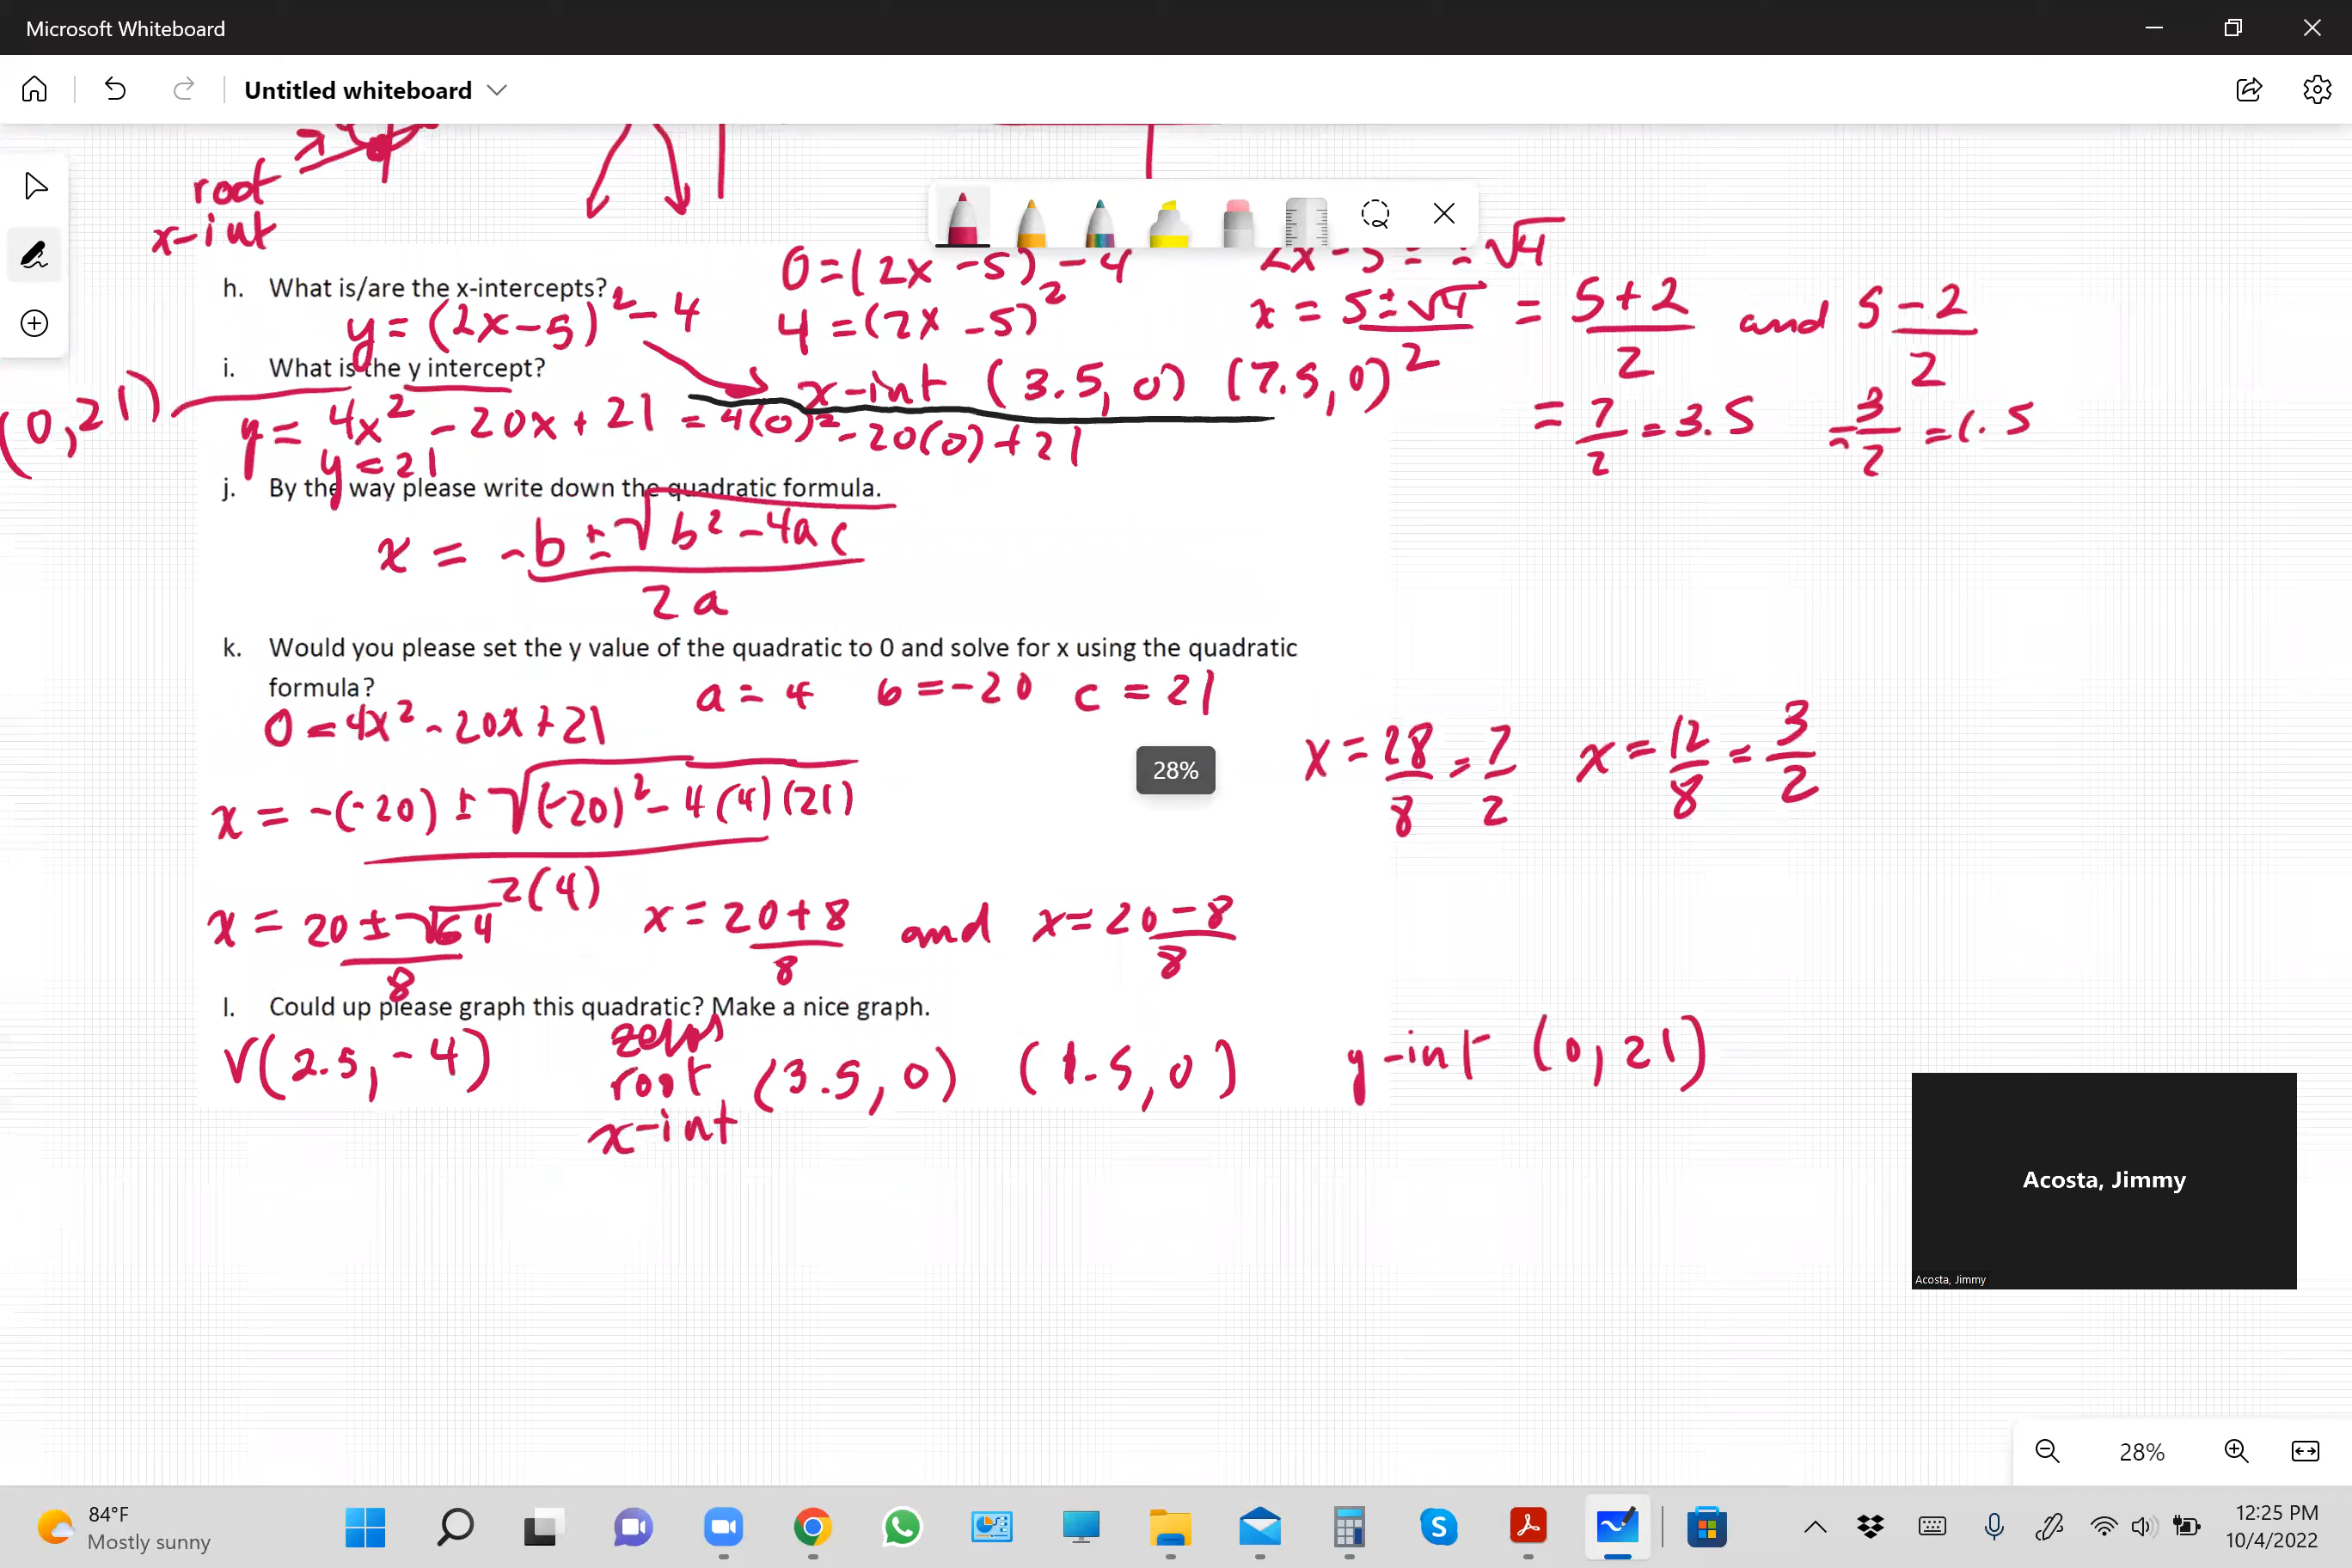 Microsoft Whiteboard
Untitled whiteboard
root
x-int
h. What is/are the x-intercepts?
y = (2x - 5)² - 4
0 = (2x - 5) - 4
4 = (2x - 5)²
2x - 5 = ± √4
x = 5 ± √4 / 2 = 5 + 2 / 2 and 5 - 2 / 2
= 7/2 = 3.5 = 3/2 = 1.5
i. What is the y intercept?
x-int (3.5, 0) (7.5, 0)
(0, 21)
y = 4x² - 20x + 21 = 4(0)² - 20(0) + 21
y = 21
j. By the way please write down the quadratic formula.
x = -b ± √b² - 4ac / 2a
k. Would you please set the y value of the quadratic to 0 and solve for x using the quadratic
formula?
a = 4 b = -20 c = 21
0 = 4x² - 20x + 21
28%
x = 28/8 = 7/2 x = 12/8 = 3/2
x = -(-20) ± √(-20)² - 4(4)(21) / 2(4)
x = 20 ± √64 / 8 x = 20 + 8 / 8 and x = 20 - 8 / 8
l. Could up please graph this quadratic? Make a nice graph.
V(2.5, -4)
zeros
root (3.5, 0) (1.5, 0)
x-int
y-int (0, 21)
Acosta, Jimmy
Acosta, Jimmy
28%
84°F
Mostly sunny
12:25 PM
10/4/2022